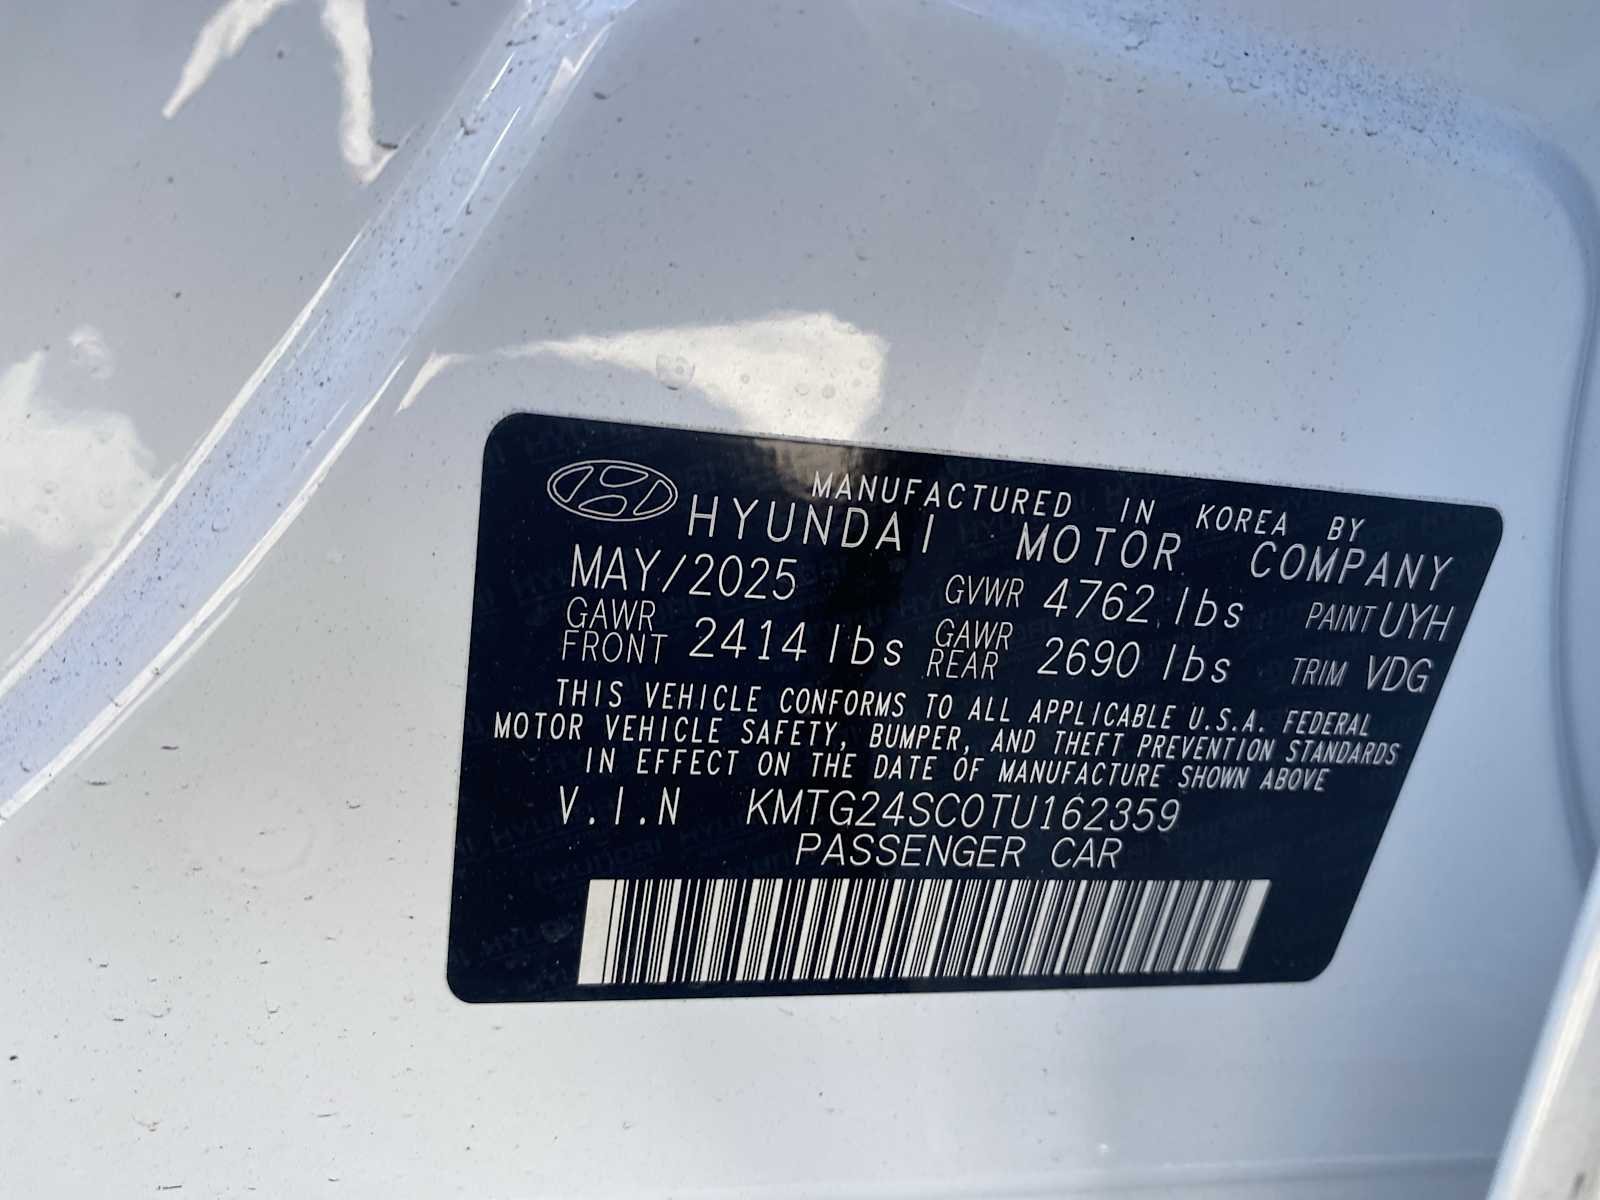 MANUFACTURED IN KOREA BY
HYUNDAI MOTOR COMPANY
MAY/2025 GVWR 4762 lbs PAINT UYH
GAWR FRONT 2414 lbs GAWR REAR 2690 lbs TRIM VDG
THIS VEHICLE CONFORMS TO ALL APPLICABLE U.S.A. FEDERAL
MOTOR VEHICLE SAFETY, BUMPER, AND THEFT PREVENTION STANDARDS
IN EFFECT ON THE DATE OF MANUFACTURE SHOWN ABOVE
V.I.N KMTG24SC0TU162359
PASSENGER CAR